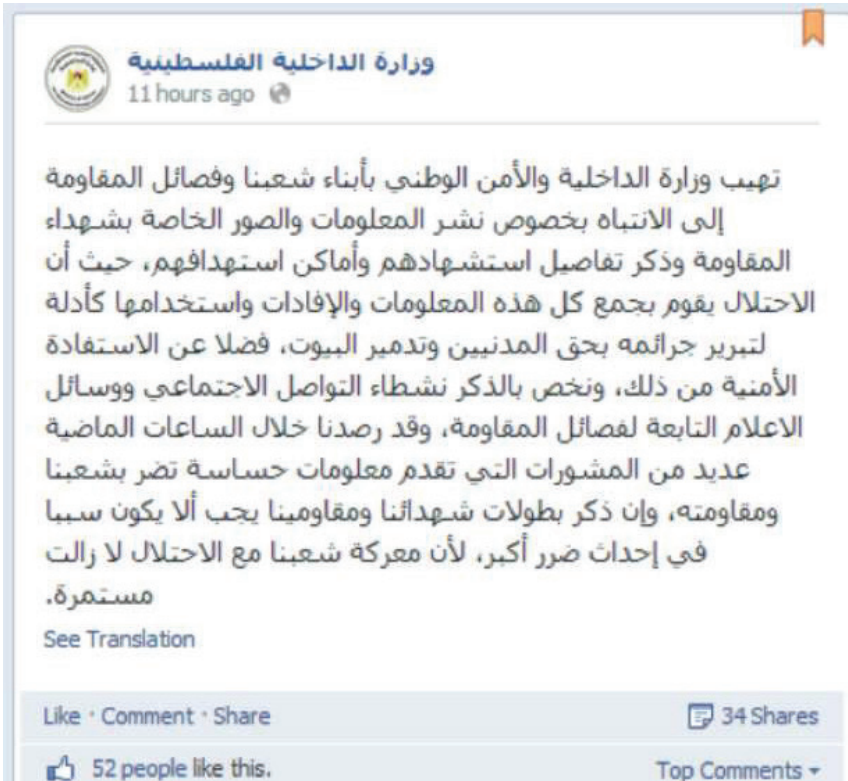 وزارة الداخلية الفلسطينية
11 hours ago
تهيب وزارة الداخلية والأمن الوطني بأبناء شعبنا وفصائل المقاومة
إلى الانتباه بخصوص نشر المعلومات والصور الخاصة بشهداء
المقاومة وذكر تفاصيل استشهادهم وأماكن استهدافهم، حيث أن
الاحتلال يقوم بجمع كل هذه المعلومات والإفادات واستخدامها كأدلة
لتبرير جرائمه بحق المدنيين وتدمير البيوت، فضلا عن الاستفادة
الأمنية من ذلك، ونخص بالذكر نشطاء التواصل الاجتماعي ووسائل
الاعلام التابعة لفصائل المقاومة، وقد رصدنا خلال الساعات الماضية
عديد من المشورات التي تقدم معلومات حساسة تضر بشعبنا
ومقاومته، وإن ذكر بطولات شهدائنا ومقاومينا يجب ألا يكون سببا
في إحداث ضرر أكبر، لأن معركة شعبنا مع الاحتلال لا زالت
مستمرة.
See Translation
Like · Comment · Share 34 Shares
52 people like this. Top Comments